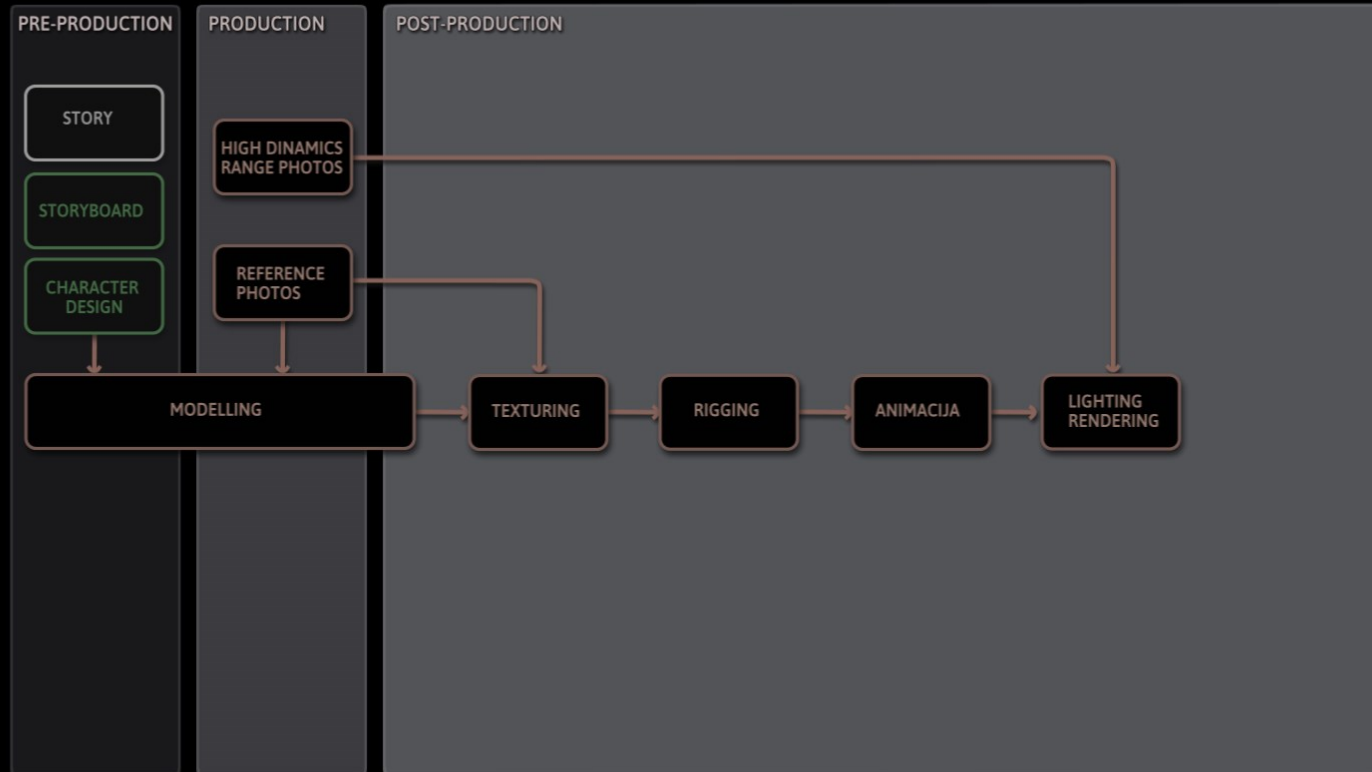 PRE-PRODUCTION
PRODUCTION
POST-PRODUCTION
STORY
STORYBOARD
CHARACTER
DESIGN
HIGH DINAMICS
RANGE PHOTOS
REFERENCE
PHOTOS
MODELLING
TEXTURING
RIGGING
ANIMACIJA
LIGHTING
RENDERING